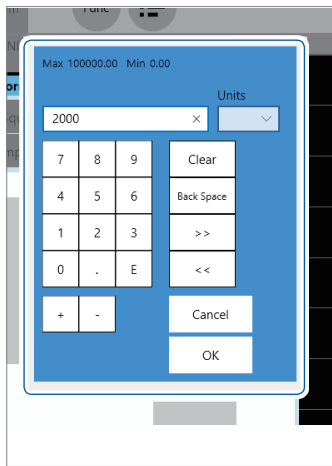 Func
Max 100000.00 Min 0.00
Units
2000 ×
7 8 9 Clear
4 5 6 Back Space
1 2 3 >>
0 . E <<
+ - Cancel
OK